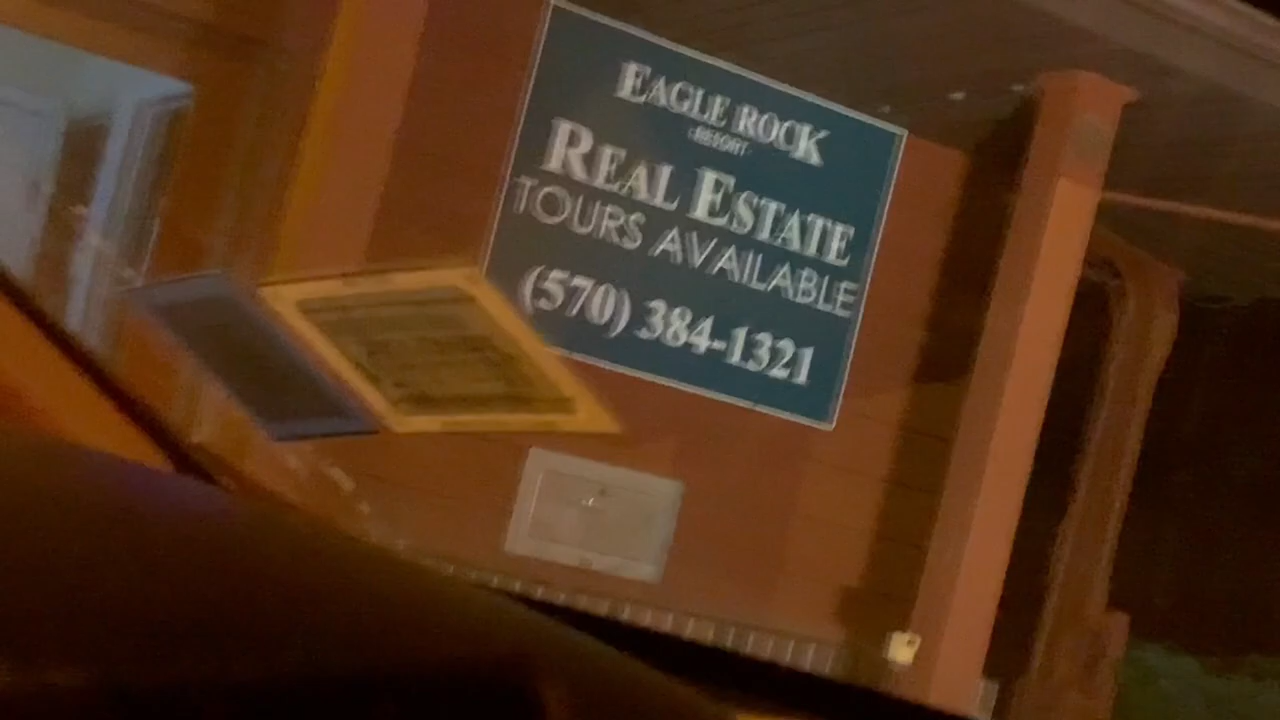 EAGLE ROCK
RESORT
REAL ESTATE
TOURS AVAILABLE
(570) 384-1321